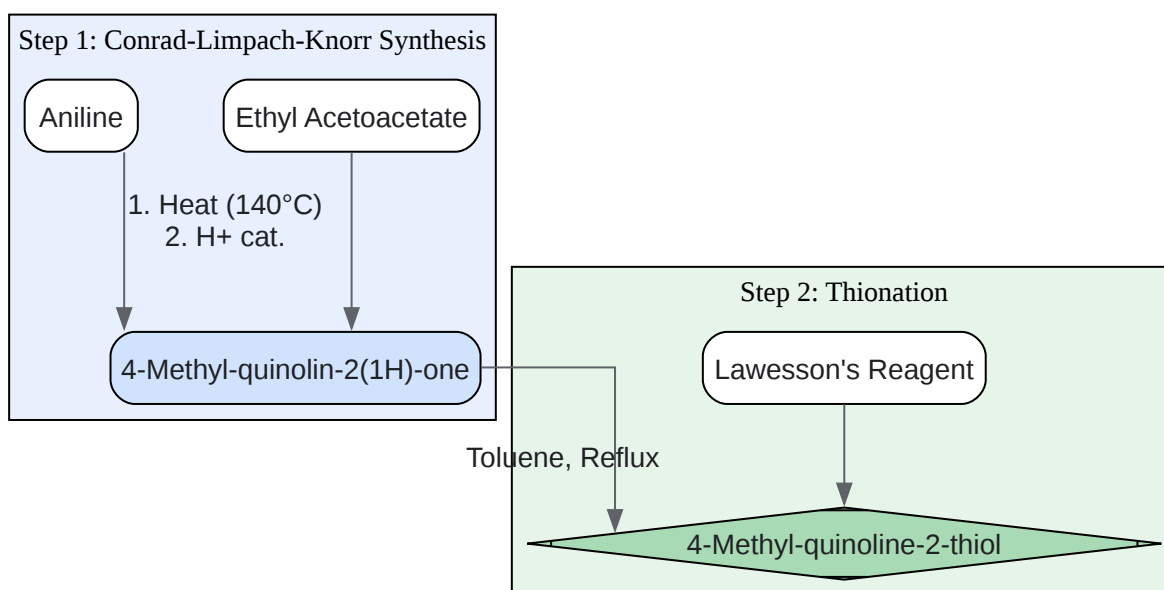 Step 1: Conrad-Limpach-Knorr Synthesis
Aniline
Ethyl Acetoacetate
1. Heat (140°C)
2. H+ cat.
4-Methyl-quinolin-2(1H)-one
Step 2: Thionation
Lawesson's Reagent
Toluene, Reflux
4-Methyl-quinoline-2-thiol